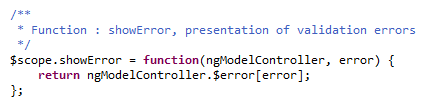 /**
 * Function : showError, presentation of validation errors
 */
$scope.showError = function(ngModelController, error) {
    return ngModelController.$error[error];
};